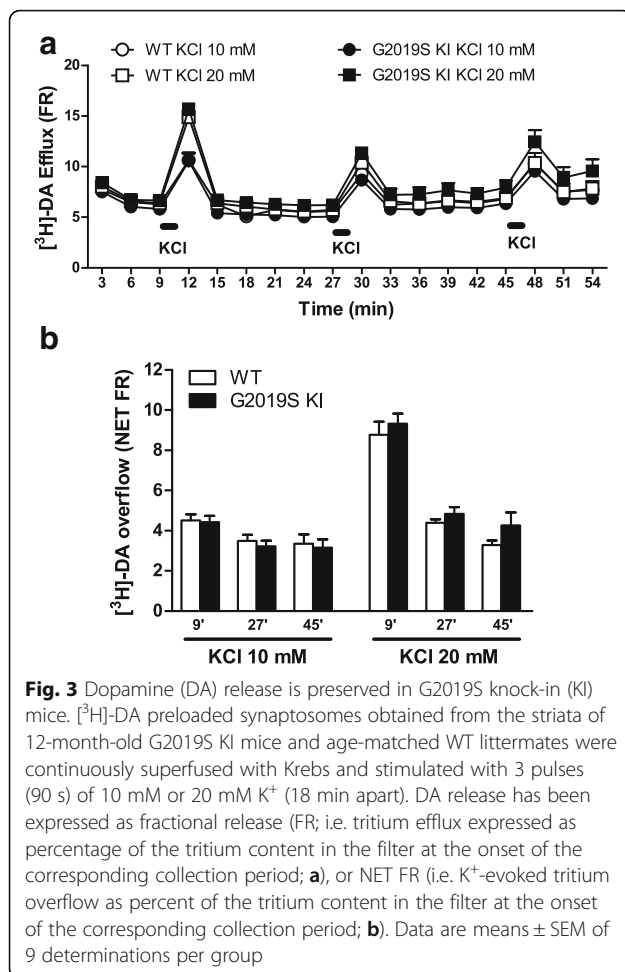 a
WT KCl 10 mM
G2019S KI KCl 10 mM
WT KCl 20 mM
G2019S KI KCl 20 mM
[³H]-DA Efflux (FR)
20
15
10
5
0
KCl
KCl
KCl
3 6 9 12 15 18 21 24 27 30 33 36 39 42 45 48 51 54
Time (min)
b
WT
G2019S KI
[³H]-DA overflow (NET FR)
12
10
8
6
4
2
0
9' 27' 45' 9' 27' 45'
KCl 10 mM KCl 20 mM
Fig. 3 Dopamine (DA) release is preserved in G2019S knock-in (KI)
mice. [³H]-DA preloaded synaptosomes obtained from the striata of
12-month-old G2019S KI mice and age-matched WT littermates were
continuously superfused with Krebs and stimulated with 3 pulses
(90 s) of 10 mM or 20 mM K⁺ (18 min apart). DA release has been
expressed as fractional release (FR; i.e. tritium efflux expressed as
percentage of the tritium content in the filter at the onset of the
corresponding collection period; a), or NET FR (i.e. K⁺-evoked tritium
overflow as percent of the tritium content in the filter at the onset
of the corresponding collection period; b). Data are means ± SEM of
9 determinations per group